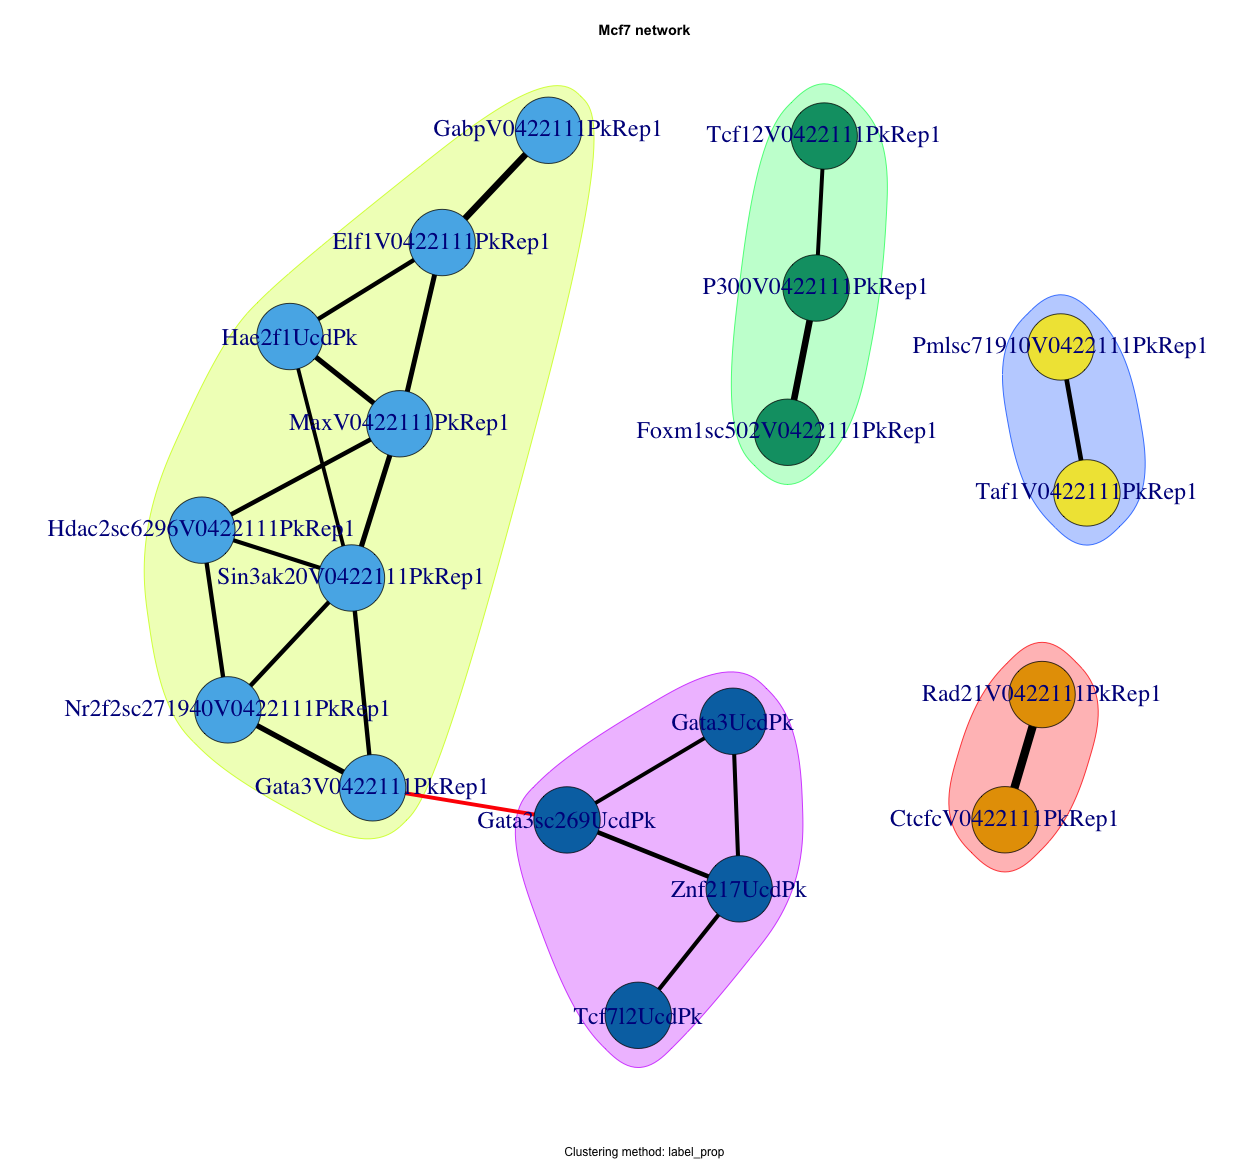 Mcf7 network
GabpV0422111PkRep1
Tcf12V0422111PkRep1
Elf1V0422111PkRep1
P300V0422111PkRep1
Hae2f1UcdPk
Pmlsc71910V0422111PkRep1
MaxV0422111PkRep1
Foxm1sc502V0422111PkRep1
Taf1V0422111PkRep1
Hdac2sc6296V0422111PkRep1
Sin3ak20V0422111PkRep1
Rad21V0422111PkRep1
Nr2f2sc271940V0422111PkRep1
Gata3UcdPk
Gata3V0422111PkRep1
Gata3sc269UcdPk
CtcfcV0422111PkRep1
Znf217UcdPk
Tcf7l2UcdPk
Clustering method: label_prop